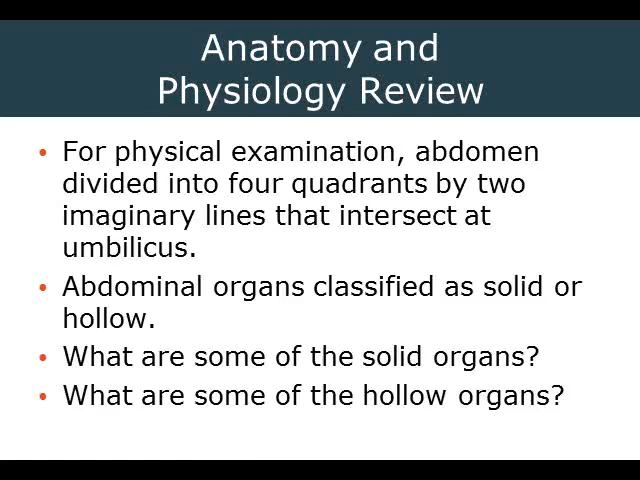 Anatomy and
Physiology Review
• For physical examination, abdomen
divided into four quadrants by two
imaginary lines that intersect at
umbilicus.
• Abdominal organs classified as solid or
hollow.
• What are some of the solid organs?
• What are some of the hollow organs?